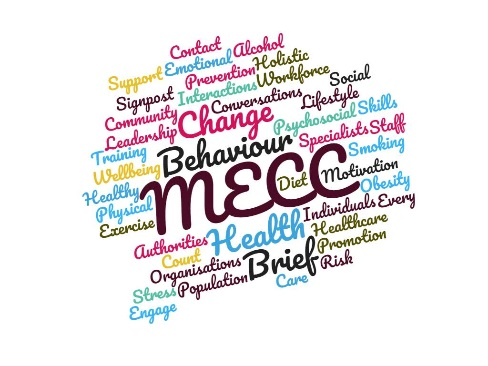 Contact
Support Emotional Alcohol
Prevention Holistic
Signpost Interactions Workforce Social
Community Conversations Lifestyle
Leadership Change Psychosocial Skills
Training Behaviour Specialists Staff
Wellbeing Smoking
Healthy MECC Diet Motivation
Physical Obesity
Exercise Individuals Every
Authorities Health Healthcare
Count Promotion
Organisations Brief Risk
Stress Population Care
Engage